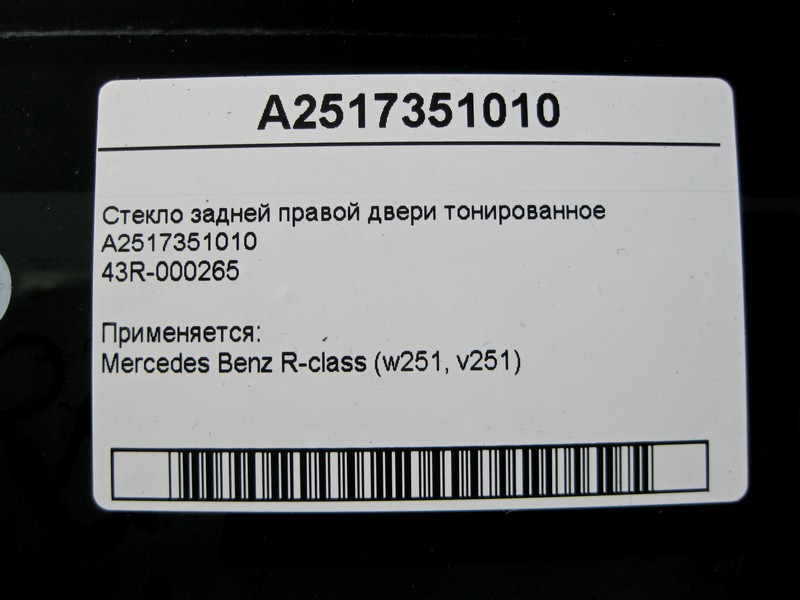 A2517351010
Стекло задней правой двери тонированное
A2517351010
43R-000265
Применяется:
Mercedes Benz R-class (w251, v251)